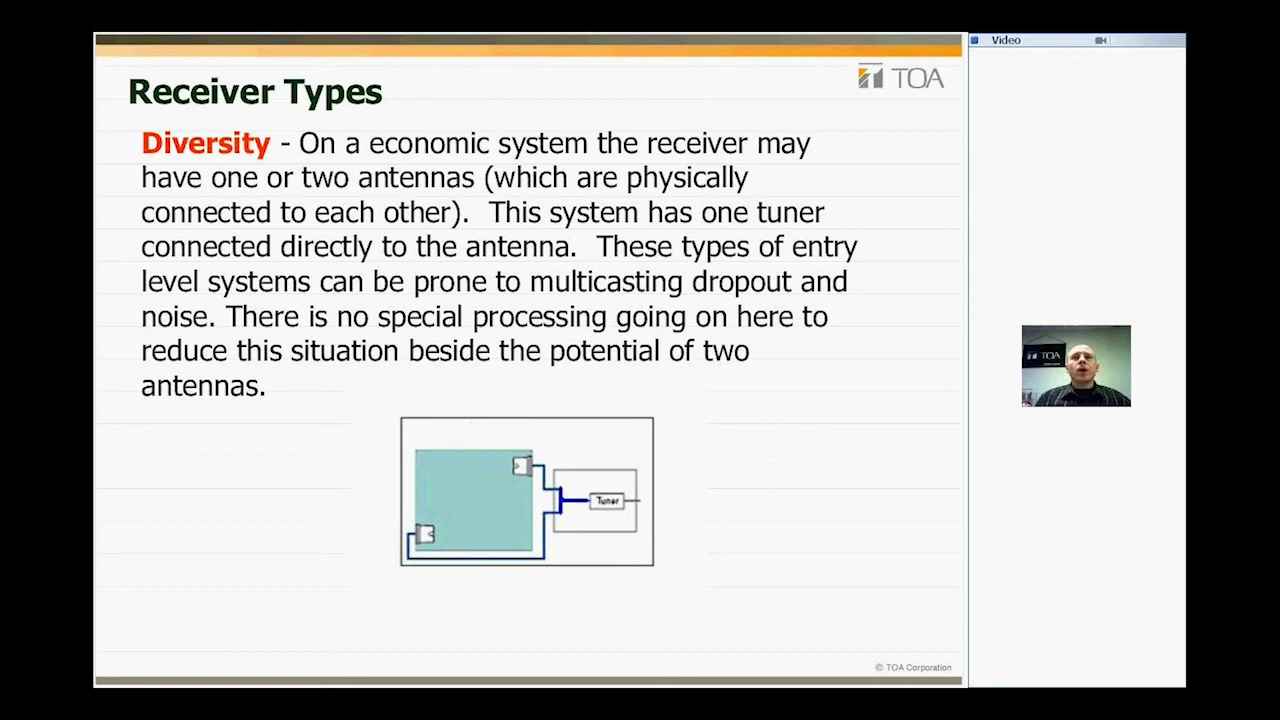 Video
TOA
Receiver Types
Diversity - On a economic system the receiver may
have one or two antennas (which are physically
connected to each other). This system has one tuner
connected directly to the antenna. These types of entry
level systems can be prone to multicasting dropout and
noise. There is no special processing going on here to
reduce this situation beside the potential of two
antennas.
TOA
Tuner
© TOA Corporation